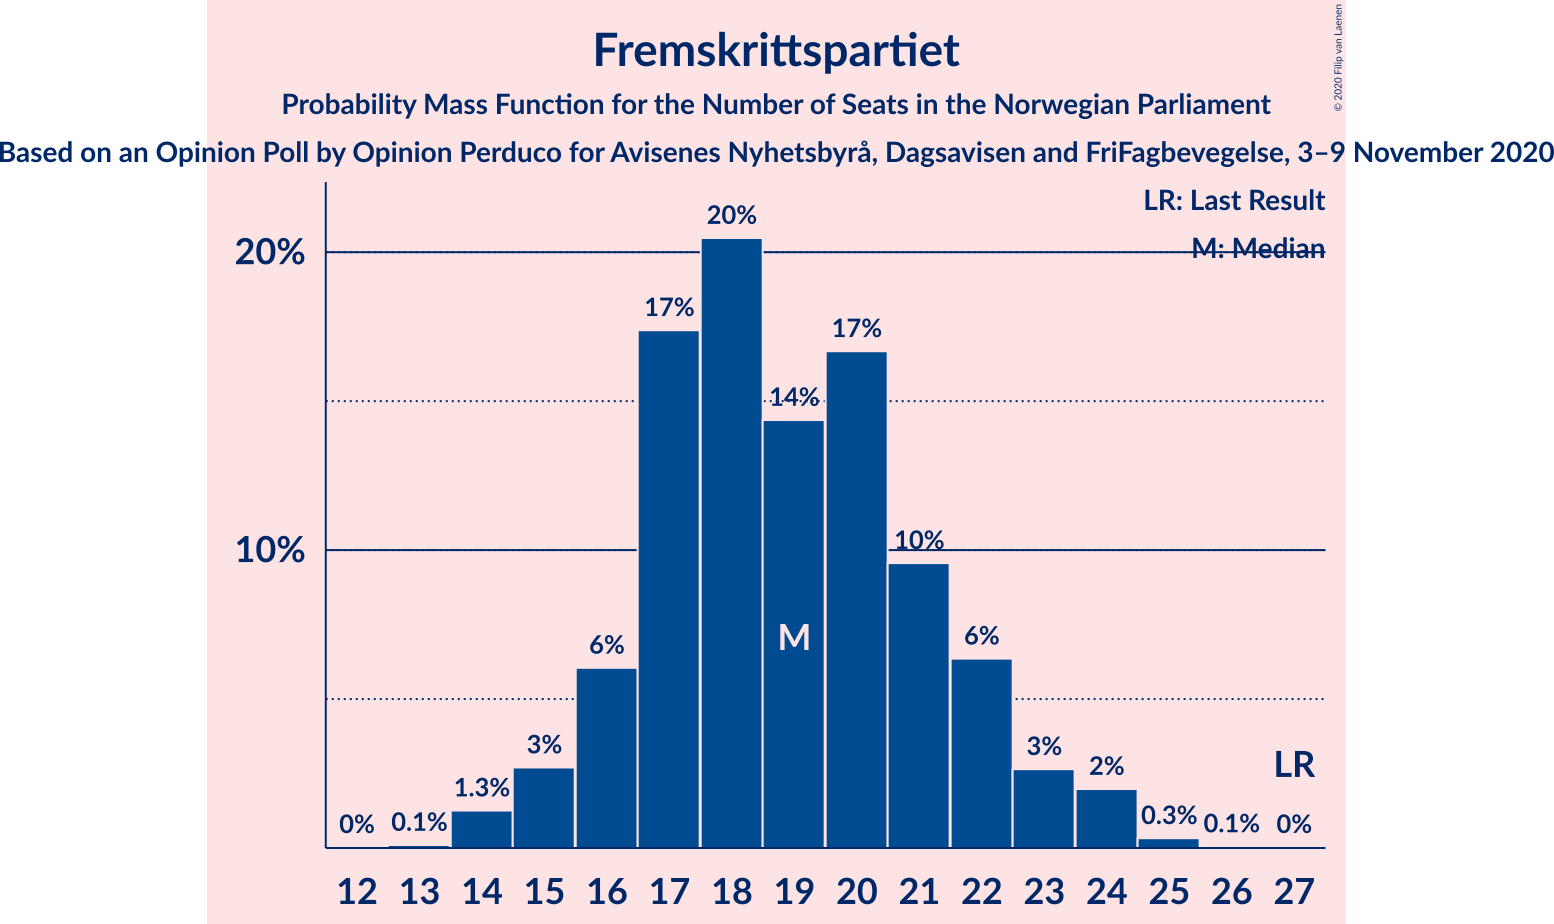 Fremskrittspartiet
Probability Mass Function for the Number of Seats in the Norwegian Parliament
Based on an Opinion Poll by Opinion Perduco for Avisenes Nyhetsbyrå, Dagsavisen and FriFagbevegelse, 3–9 November 2020
© 2020 Filip van Laenen
LR: Last Result
M: Median
20%
10%
0%
0.1%
1.3%
3%
6%
17%
20%
14%
17%
10%
6%
3%
2%
0.3%
0.1%
0%
M
LR
12 13 14 15 16 17 18 19 20 21 22 23 24 25 26 27